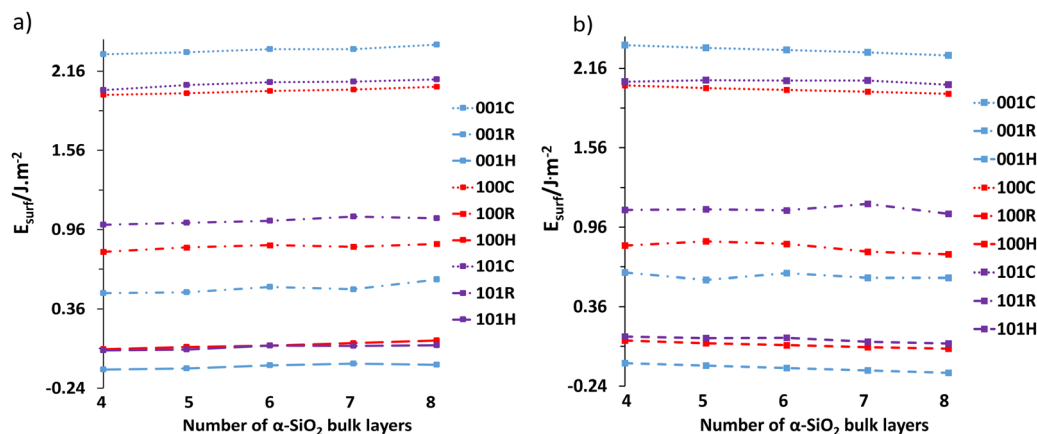 a)
E_surf/J.m⁻²
2.16
1.56
0.96
0.36
-0.24
4 5 6 7 8
Number of α-SiO₂ bulk layers
001C
001R
001H
100C
100R
100H
101C
101R
101H
b)
E_surf/J·m⁻²
2.16
1.56
0.96
0.36
-0.24
4 5 6 7 8
Number of α-SiO₂ bulk layers
001C
001R
001H
100C
100R
100H
101C
101R
101H